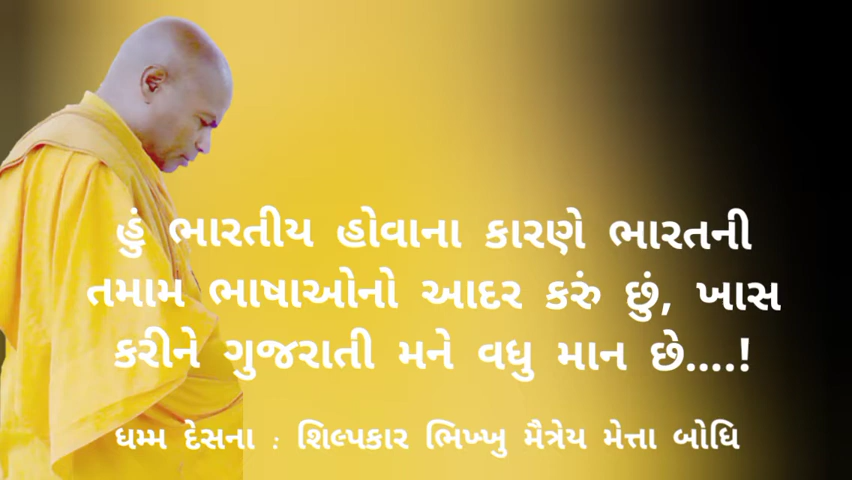 હું ભારતીય હોવાના કારણે ભારતની
તમામ ભાષાઓનો આદર કરું છું, ખાસ
કરીને ગુજરાતી મને વધુ માન છે....!
ધમ્મ દેસના : શિલ્પકાર ભિખ્ખુ મૈત્રેય મેત્તા બોધિ